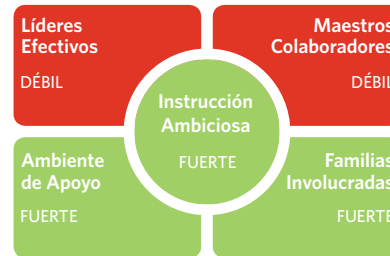 Líderes
Efectivos
DÉBIL
Maestros
Colaboradores
DÉBIL
Instrucción
Ambiciosa
FUERTE
Ambiente
de Apoyo
FUERTE
Familias
Involucradas
FUERTE